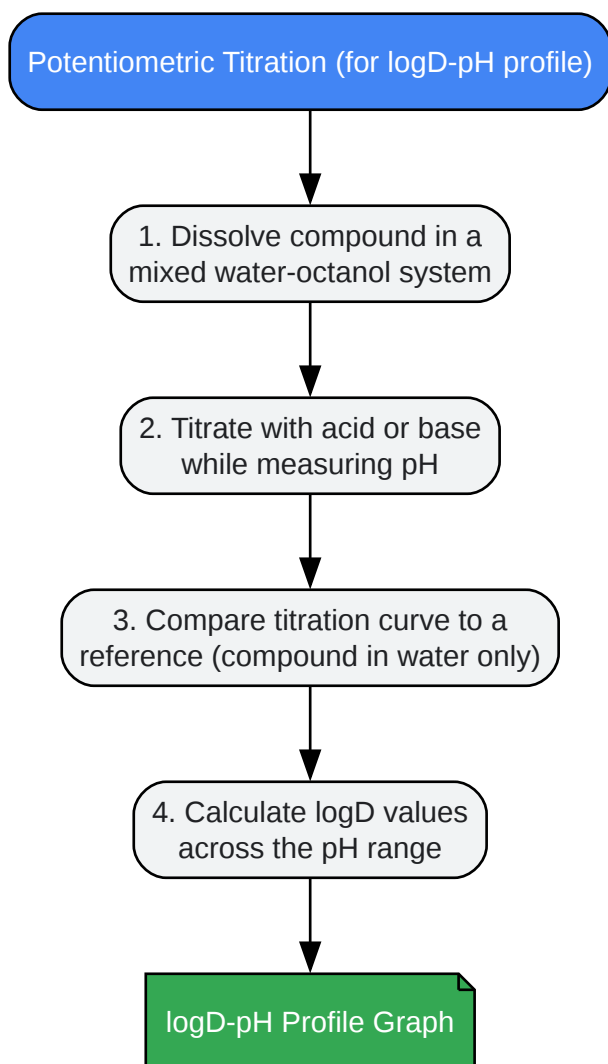 Potentiometric Titration (for logD-pH profile)
1. Dissolve compound in a
mixed water-octanol system
2. Titrate with acid or base
while measuring pH
3. Compare titration curve to a
reference (compound in water only)
4. Calculate logD values
across the pH range
logD-pH Profile Graph